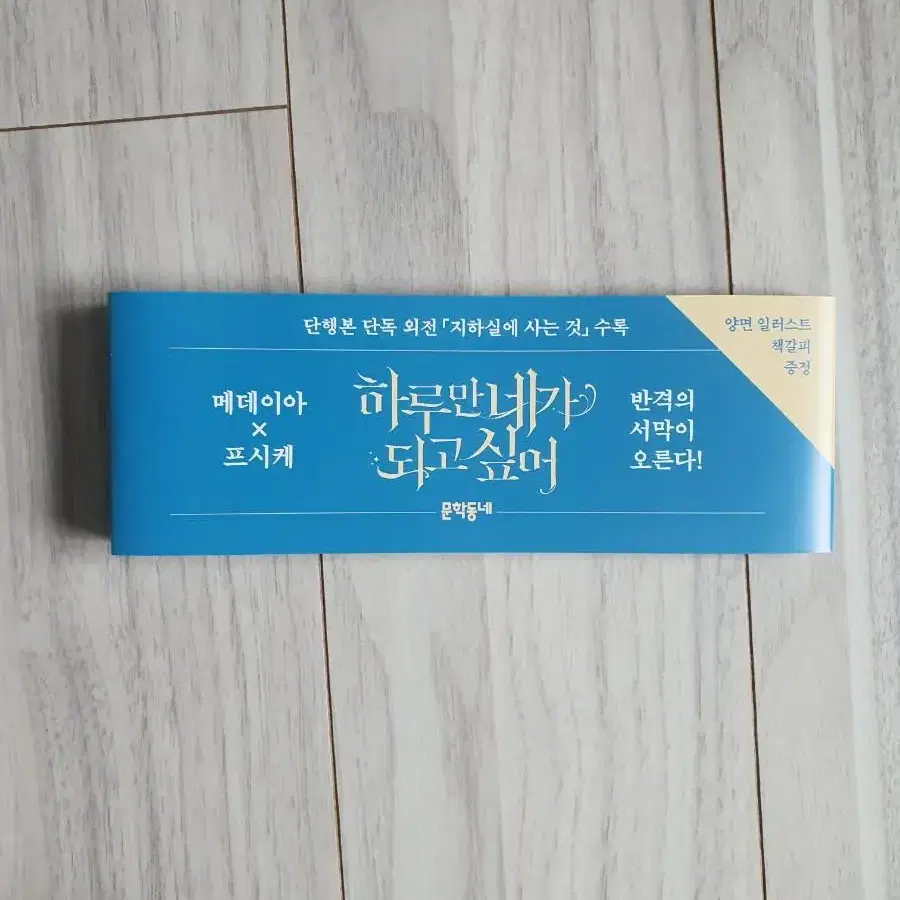 단행본 단독 외전 「지하실에 사는 것」 수록
양면 일러스트
책갈피
증정
메데이아
×
프시케
하루만 네가
되고 싶어
반격의
서막이
오른다!
문학동네